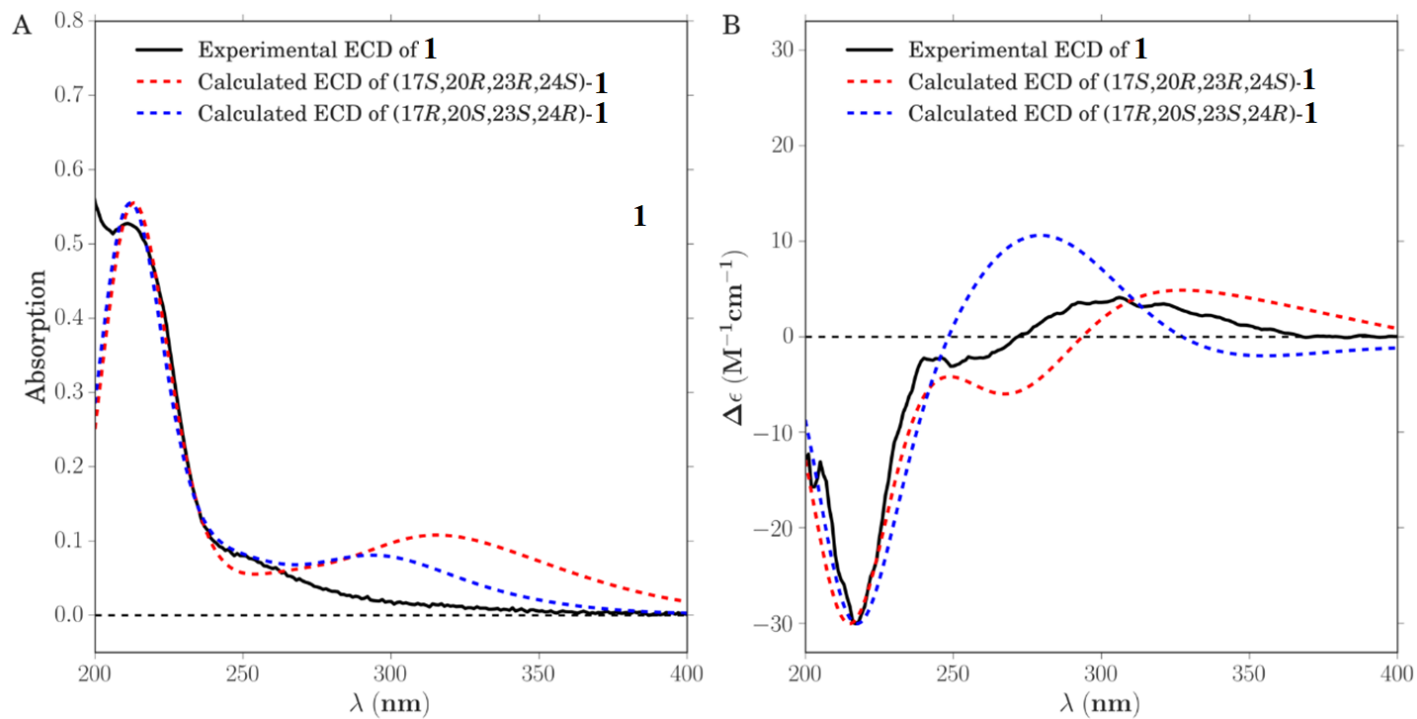 A
0.8
0.7
0.6
0.5
0.4
0.3
0.2
0.1
0.0
Absorption
Experimental ECD of 1
Calculated ECD of (17S,20R,23R,24S)-1
Calculated ECD of (17R,20S,23S,24R)-1
1
200
250
300
350
400
λ (nm)
B
30
20
10
0
−10
−20
−30
Δϵ (M⁻¹cm⁻¹)
Experimental ECD of 1
Calculated ECD of (17S,20R,23R,24S)-1
Calculated ECD of (17R,20S,23S,24R)-1
200
250
300
350
400
λ (nm)